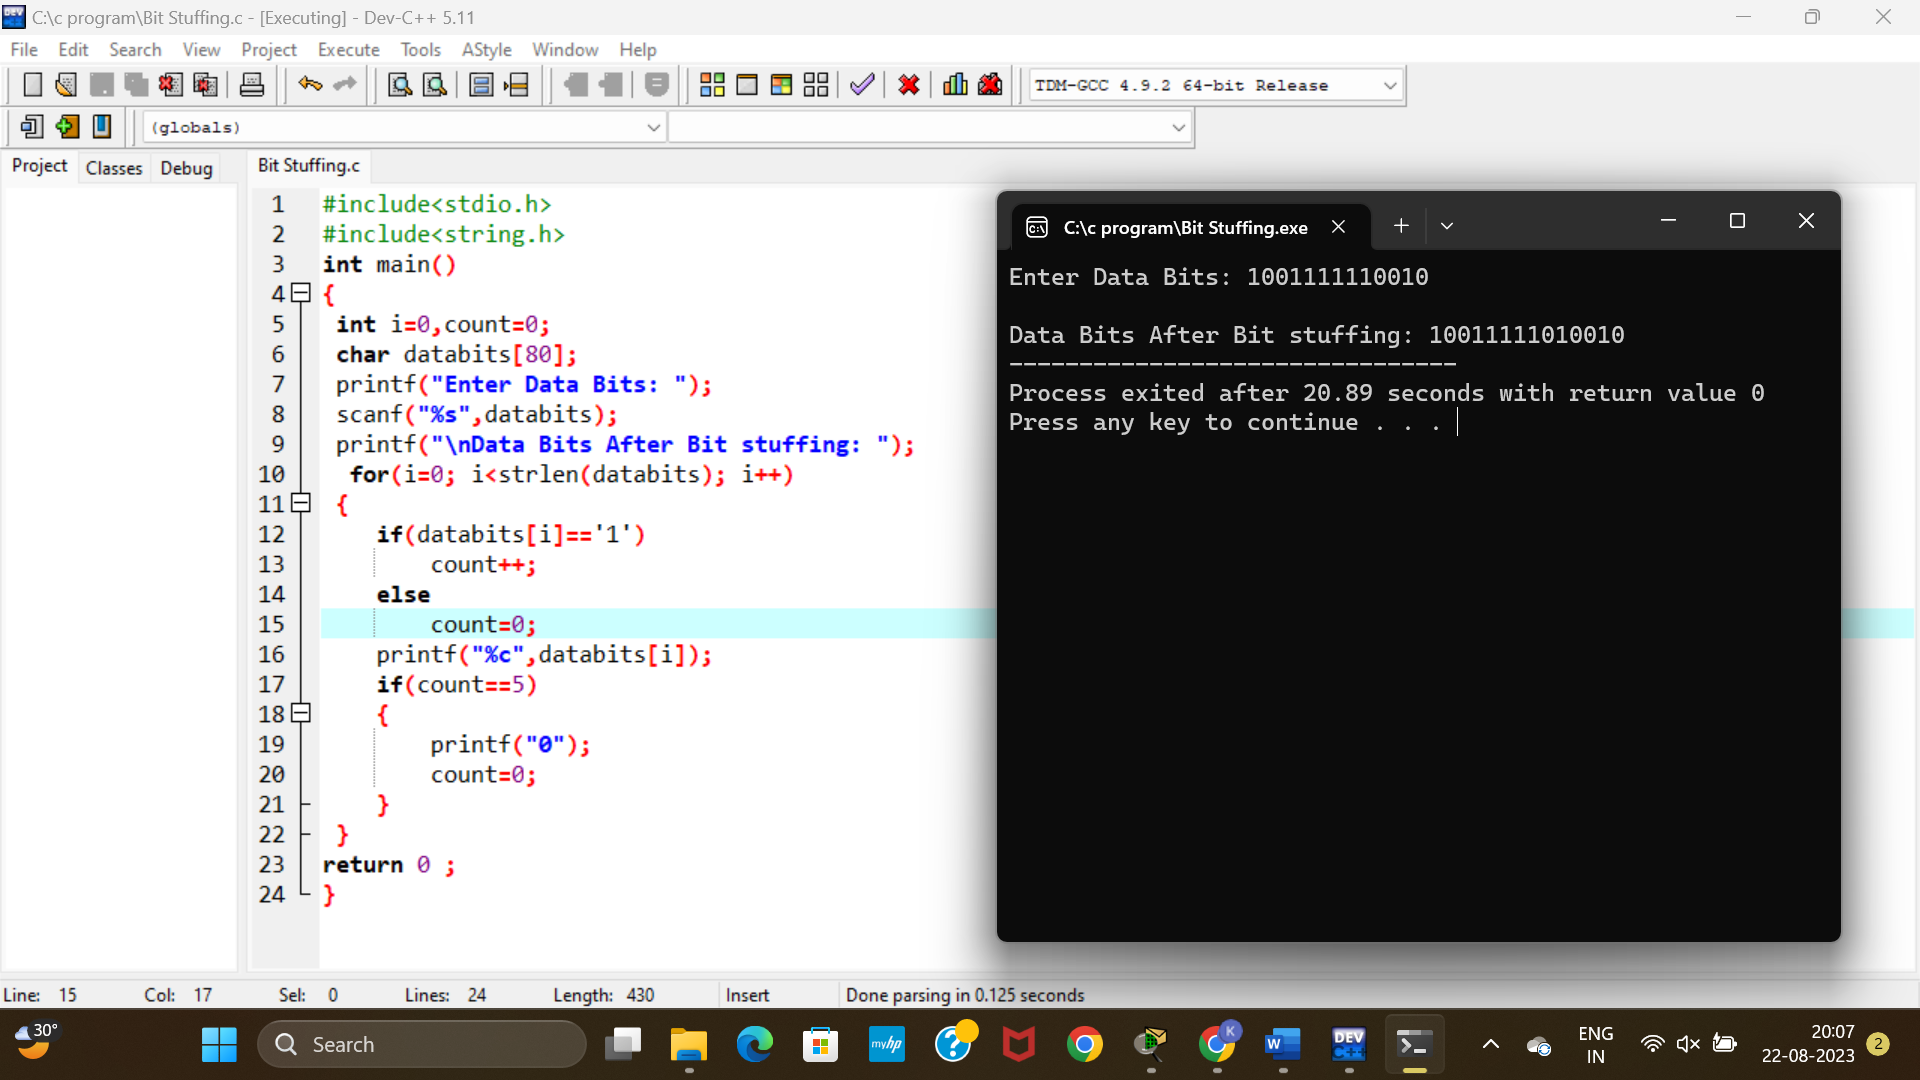 C:\c program\Bit Stuffing.c - [Executing] - Dev-C++ 5.11
File Edit Search View Project Execute Tools AStyle Window Help
TDM-GCC 4.9.2 64-bit Release
(globals)
Project Classes Debug
Bit Stuffing.c
1 #include<stdio.h>
2 #include<string.h>
3 int main()
4 {
5 int i=0,count=0;
6 char databits[80];
7 printf("Enter Data Bits: ");
8 scanf("%s",databits);
9 printf("\nData Bits After Bit stuffing: ");
10 for(i=0; i<strlen(databits); i++)
11 {
12 if(databits[i]=='1')
13 count++;
14 else
15 count=0;
16 printf("%c",databits[i]);
17 if(count==5)
18 {
19 printf("0");
20 count=0;
21 }
22 }
23 return 0 ;
24 }
C:\c program\Bit Stuffing.exe
Enter Data Bits: 1001111110010
Data Bits After Bit stuffing: 10011111010010
--------------------------------
Process exited after 20.89 seconds with return value 0
Press any key to continue . . .
Line: 15 Col: 17 Sel: 0 Lines: 24 Length: 430 Insert Done parsing in 0.125 seconds
30°
Search
myhp
K
W
DEV
C++
ENG
IN
20:07
22-08-2023
2